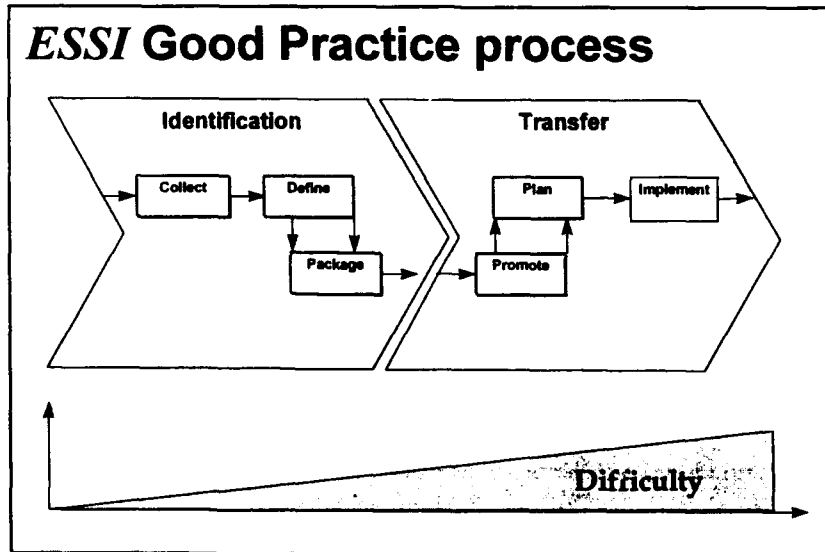 ESSI Good Practice process
Identification
Transfer
Collect
Define
Package
Plan
Implement
Promote
Difficulty